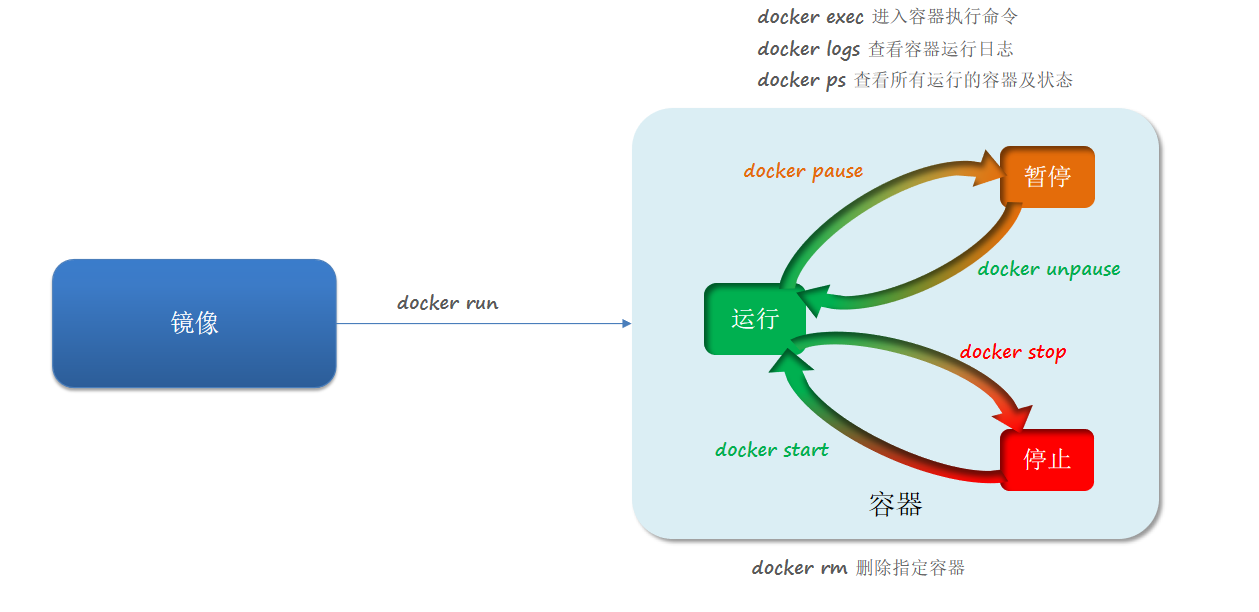 docker exec 进入容器执行命令
docker logs 查看容器运行日志
docker ps 查看所有运行的容器及状态
docker pause
暂停
docker unpause
镜像
docker run
运行
docker stop
docker start
停止
容器
docker rm 删除指定容器